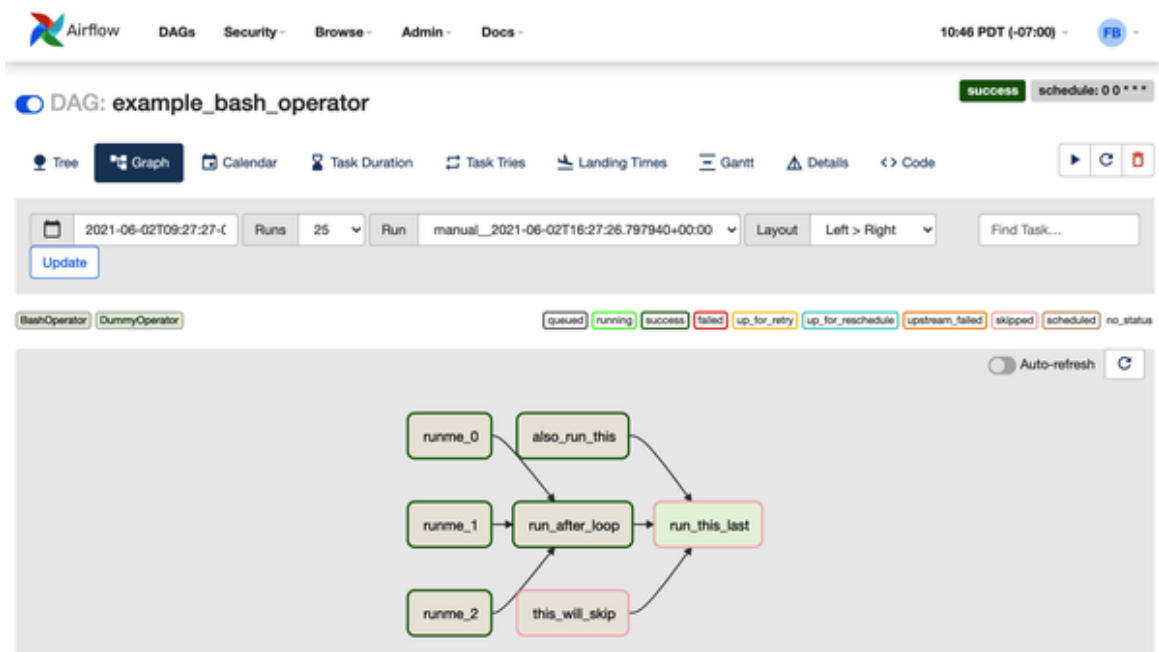 Airflow DAGs Security Browse Admin Docs 10:46 PDT (-07:00) FB
DAG: example_bash_operator success schedule: 0 0 * * *
Tree Graph Calendar Task Duration Task Tries Landing Times Gantt Details <> Code
2021-06-02T09:27:27-0 Runs 25 Run manual__2021-06-02T16:27:26.797940+00:00 Layout Left > Right Find Task...
Update
BashOperator DummyOperator queued running success failed up_for_retry up_for_reschedule upstream_failed skipped scheduled no_status
Auto-refresh
runme_0 also_run_this
runme_1 run_after_loop run_this_last
runme_2 this_will_skip